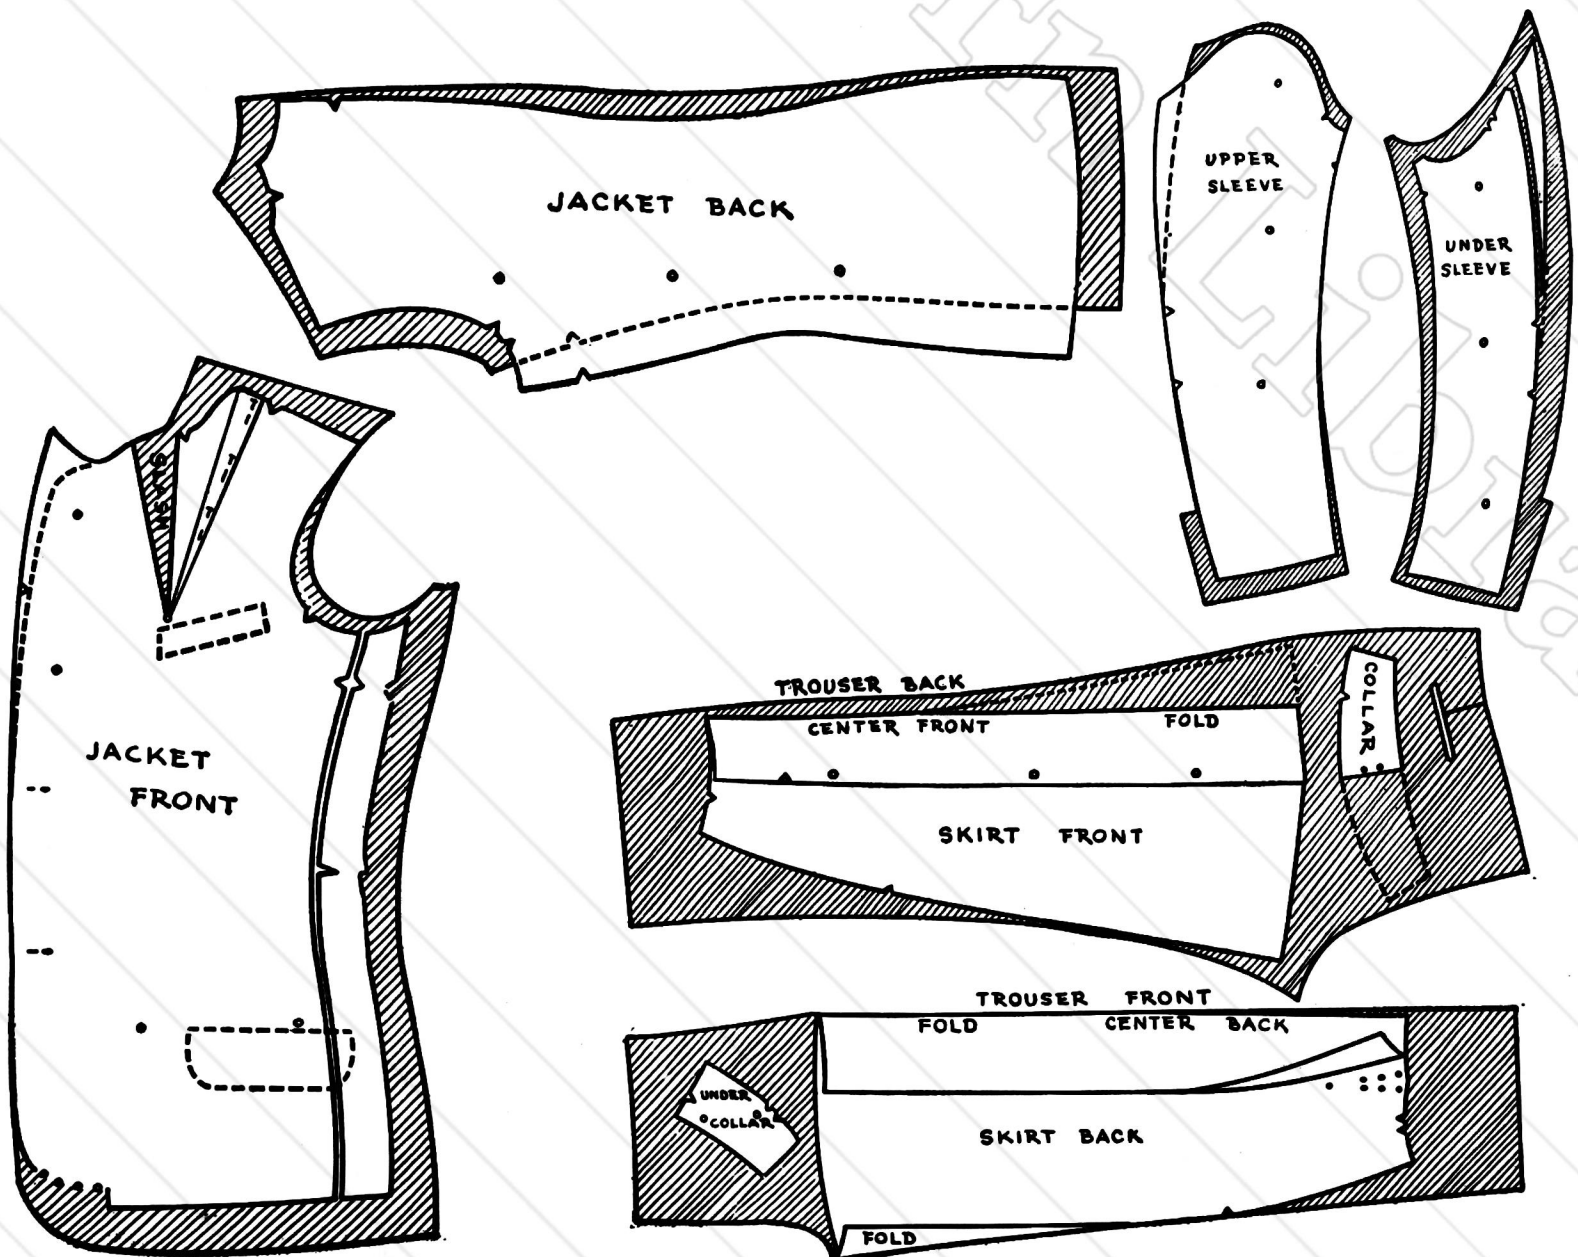 JACKET BACK
UPPER
SLEEVE
UNDER
SLEEVE
SLASH
JACKET
FRONT
TROUSER BACK
CENTER FRONT FOLD
COLLAR
SKIRT FRONT
TROUSER FRONT
FOLD CENTER BACK
UNDER
COLLAR
SKIRT BACK
FOLD